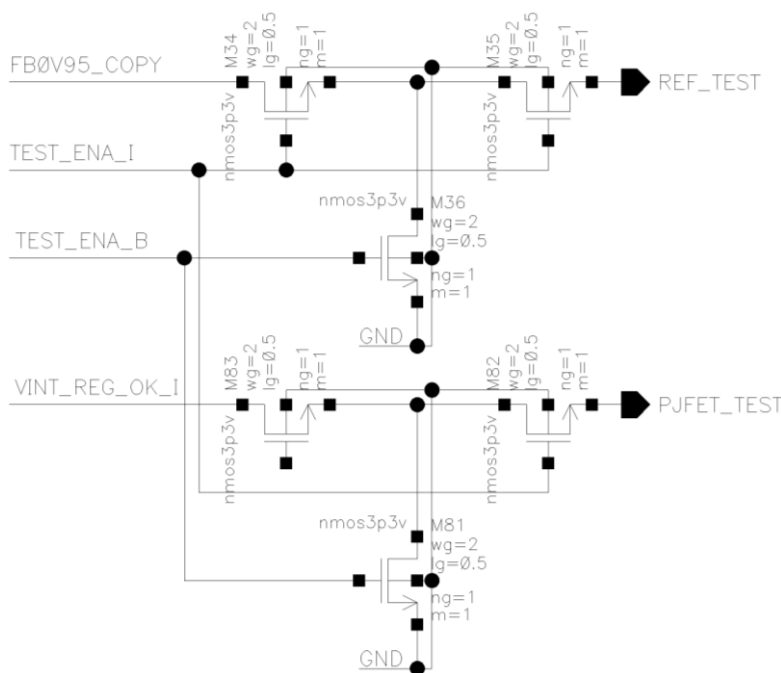 M34
wg=2
lg=0.5
ng=1
m=1
nmos3p3v
M35
wg=2
lg=0.5
ng=1
m=1
nmos3p3v
FB0V95_COPY
REF_TEST
TEST_ENA_I
nmos3p3v
M36
wg=2
lg=0.5
ng=1
m=1
TEST_ENA_B
GND
M83
wg=2
lg=0.5
ng=1
m=1
nmos3p3v
M82
wg=2
lg=0.5
ng=1
m=1
nmos3p3v
VINT_REG_OK_I
PJFET_TEST
nmos3p3v
M81
wg=2
lg=0.5
ng=1
m=1
GND